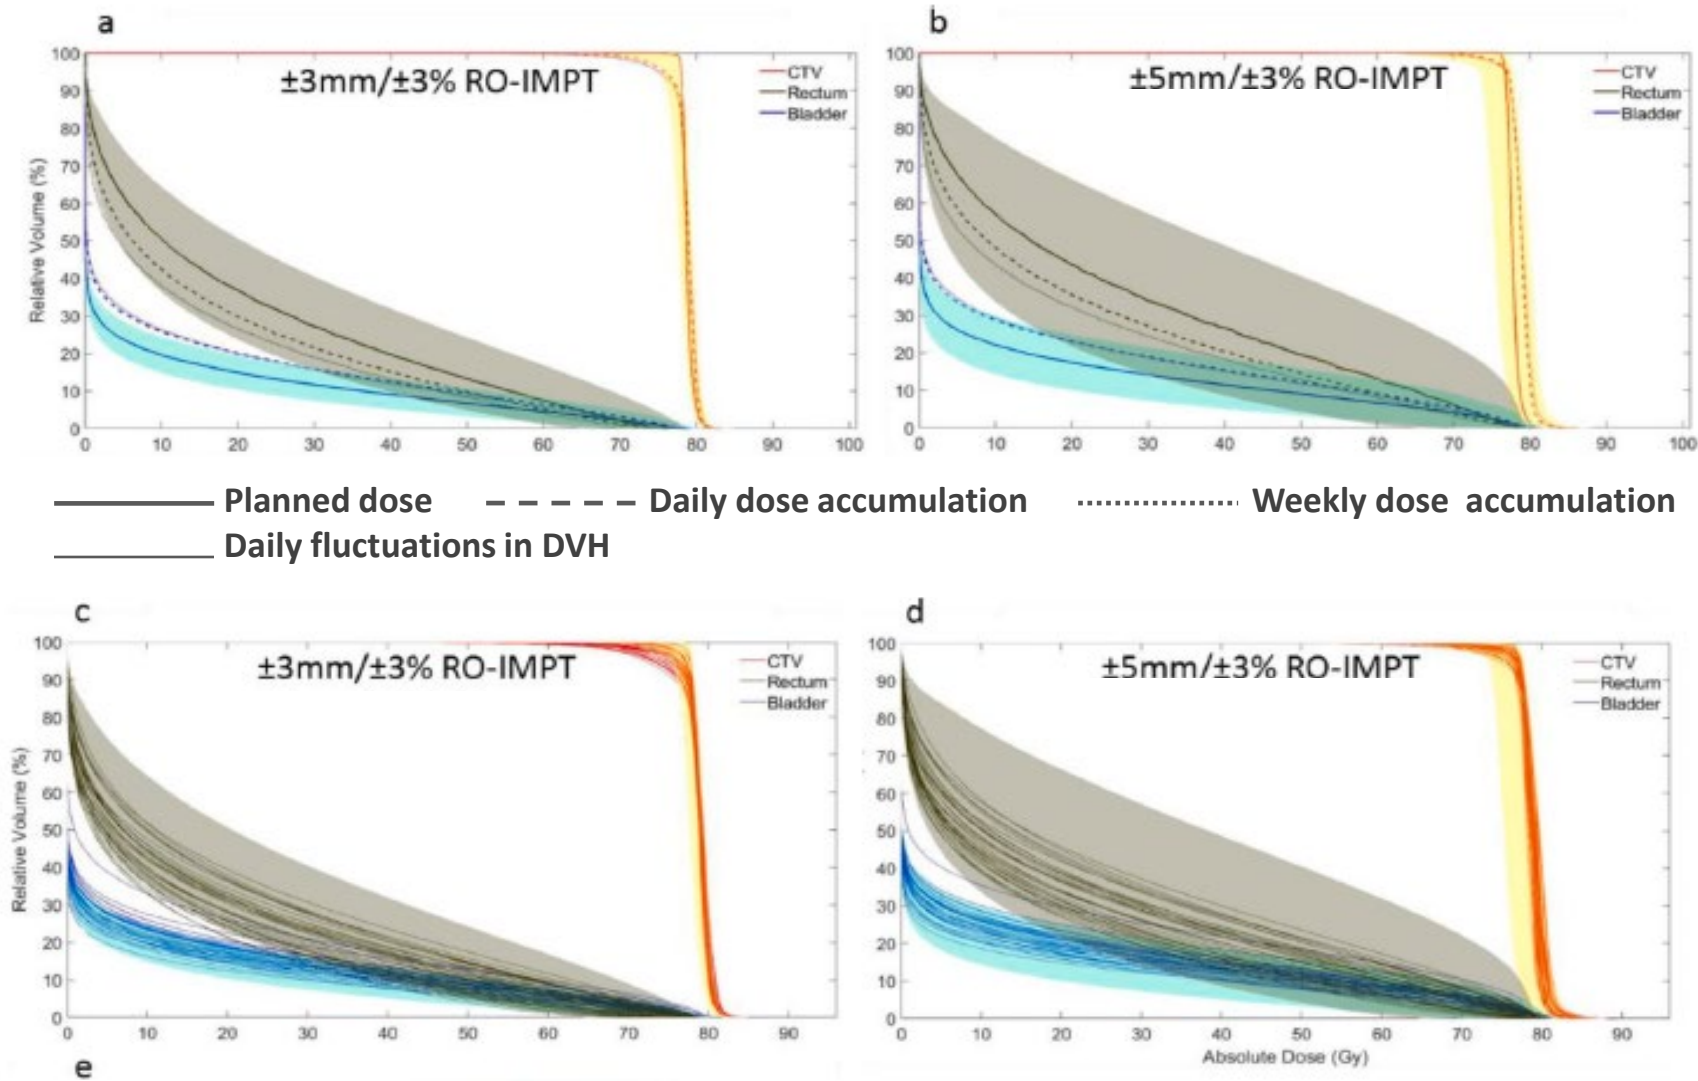 a
±3mm/±3% RO-IMPT
CTV
Rectum
Bladder
Relative Volume (%)
100
90
80
70
60
50
40
30
20
10
0
0 10 20 30 40 50 60 70 80 90 100
b
±5mm/±3% RO-IMPT
CTV
Rectum
Bladder
100
90
80
70
60
50
40
30
20
10
0
0 10 20 30 40 50 60 70 80 90 100
Planned dose Daily dose accumulation Weekly dose accumulation
Daily fluctuations in DVH
c
±3mm/±3% RO-IMPT
CTV
Rectum
Bladder
Relative Volume (%)
100
90
80
70
60
50
40
30
20
10
0
0 10 20 30 40 50 60 70 80 90
d
±5mm/±3% RO-IMPT
CTV
Rectum
Bladder
100
90
80
70
60
50
40
30
20
10
0
0 10 20 30 40 50 60 70 80 90
Absolute Dose (Gy)
e